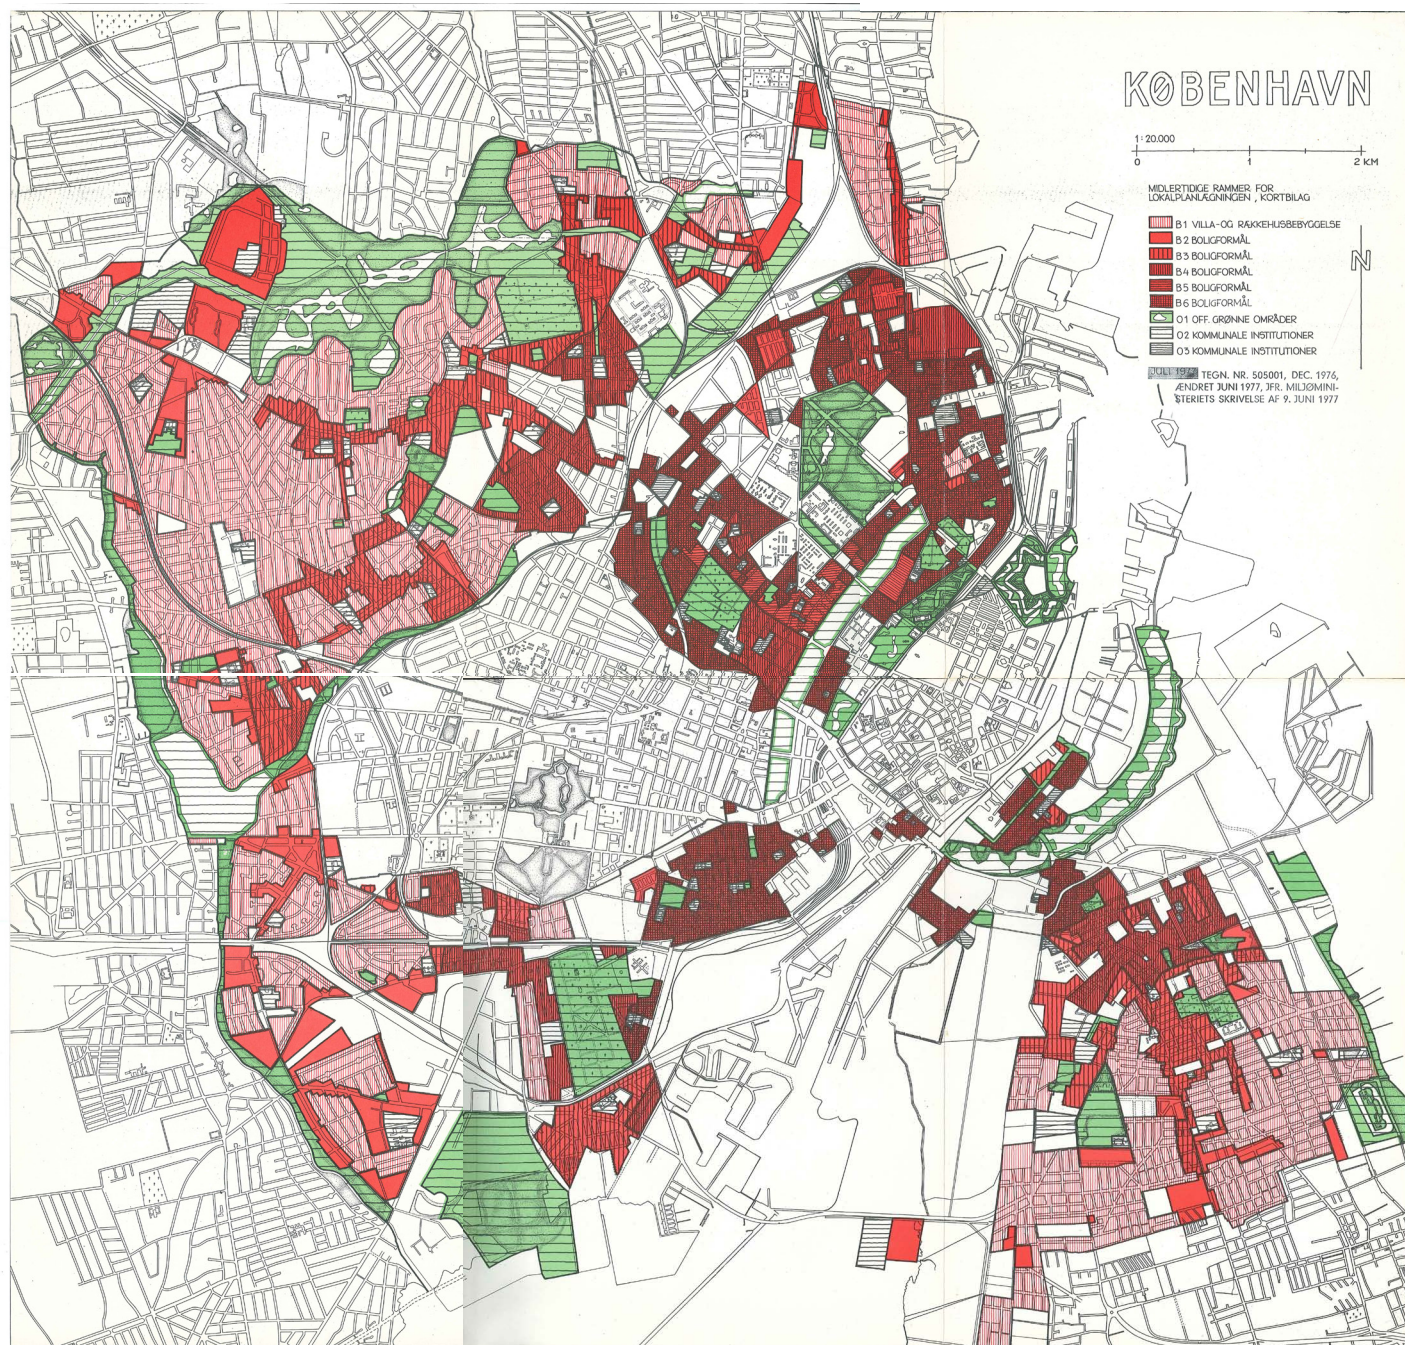 KØBENHAVN
1:20.000
0 1 2 KM
MIDLERTIDIGE RAMMER FOR
LOKALPLANLÆGNINGEN, KORTBILAG
B1 VILLA-OG RÆKKEHUSBEBYGGELSE
B2 BOLIGFORMÅL
B3 BOLIGFORMÅL
B4 BOLIGFORMÅL
B5 BOLIGFORMÅL
B6 BOLIGFORMÅL
O1 OFF. GRØNNE OMRÅDER
O2 KOMMUNALE INSTITUTIONER
O3 KOMMUNALE INSTITUTIONER
N
JULI 1977 TEGN. NR. 505001, DEC. 1976,
ÆNDRET JUNI 1977, JFR. MILJØMINI-
STERIETS SKRIVELSE AF 9. JUNI 1977